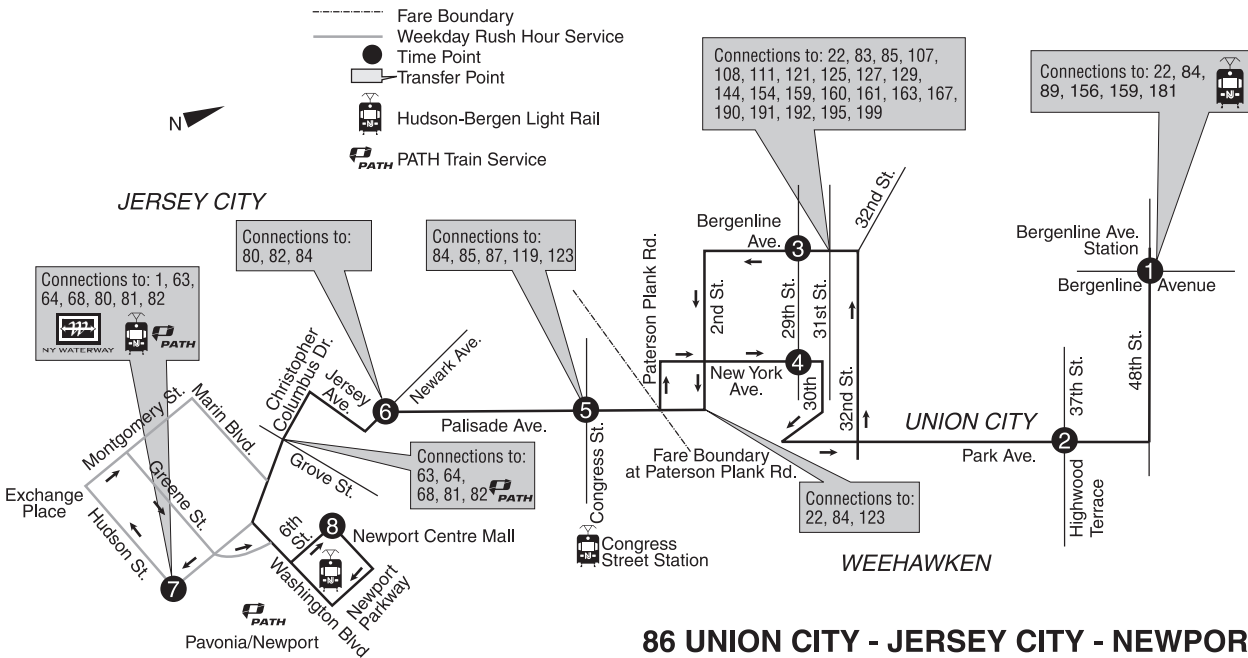 Fare Boundary
Weekday Rush Hour Service
Time Point
Transfer Point
Hudson-Bergen Light Rail
PATH
PATH Train Service
N
JERSEY CITY
Connections to: 22, 83, 85, 107,
108, 111, 121, 125, 127, 129,
144, 154, 159, 160, 161, 163, 167,
190, 191, 192, 195, 199
Connections to: 22, 84,
89, 156, 159, 181
Connections to:
80, 82, 84
Connections to:
84, 85, 87, 119, 123
Connections to: 1, 63,
64, 68, 80, 81, 82
NY WATERWAY
PATH
Paterson Plank Rd.
Bergenline
Ave.
3
32nd St.
Bergenline Ave.
Station
1
Bergenline
Avenue
2nd St.
29th St.
31st St.
48th St.
Christopher
Columbus Dr.
Jersey
Ave.
6
Newark Ave.
Palisade Ave.
5
Congress St.
New York
Ave.
4
30th
32nd St.
UNION CITY
37th St.
2
Park Ave.
Highwood
Terrace
Fare Boundary
at Paterson Plank Rd.
Connections to:
22, 84, 123
WEEHAWKEN
Montgomery St.
Marin Blvd.
Greene St.
Exchange
Place
Hudson St.
7
Grove St.
Connections to:
63, 64,
68, 81, 82
PATH
6th
St.
8
Newport Centre Mall
Newport
Parkway
Washington Blvd
Congress
Street Station
PATH
Pavonia/Newport
86 UNION CITY - JERSEY CITY - NEWPOR